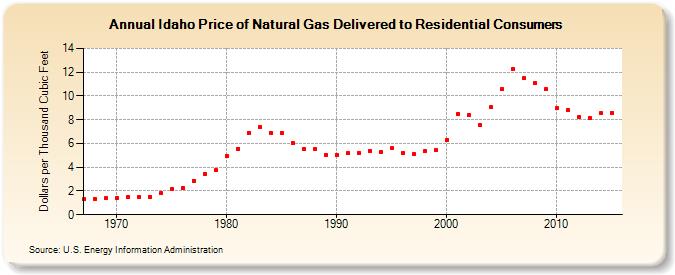 Annual Idaho Price of Natural Gas Delivered to Residential Consumers
Dollars per Thousand Cubic Feet
14
12
10
8
6
4
2
0
1970 1980 1990 2000 2010
Source: U.S. Energy Information Administration